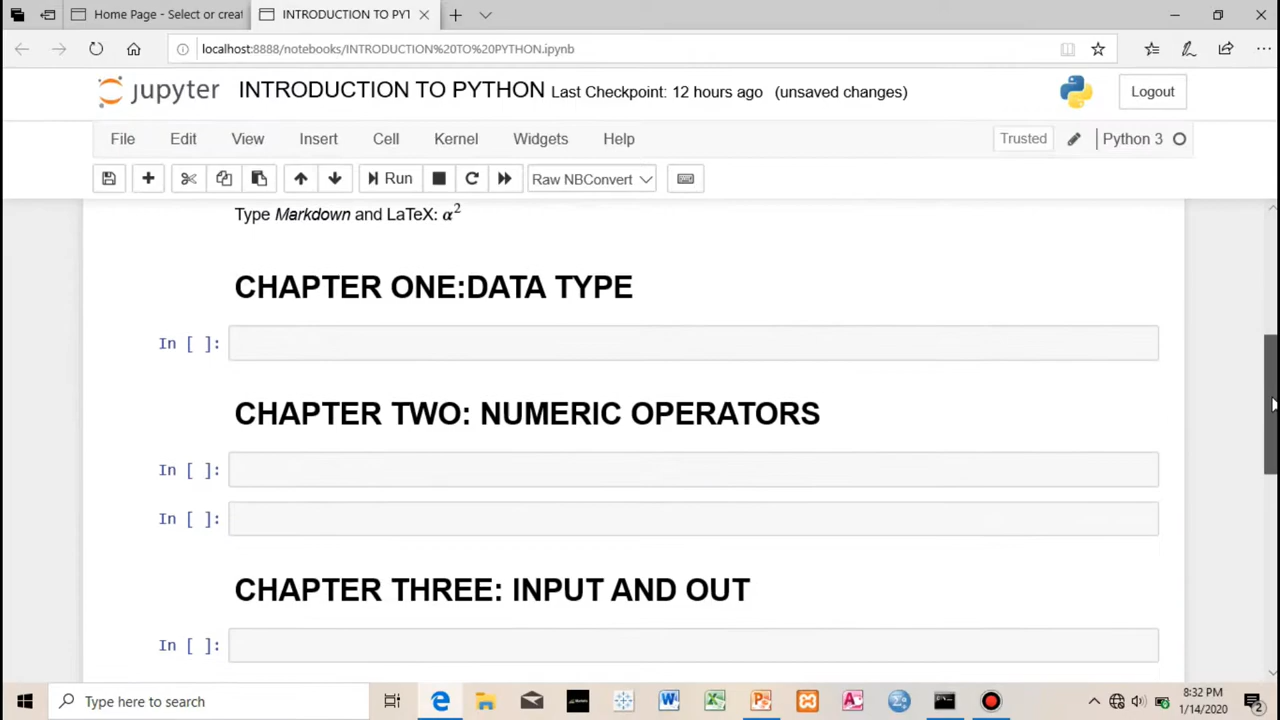 Home Page - Select or creat
INTRODUCTION TO PYT
localhost:8888/notebooks/INTRODUCTION%20TO%20PYTHON.ipynb
jupyter INTRODUCTION TO PYTHON Last Checkpoint: 12 hours ago (unsaved changes)
Logout
File Edit View Insert Cell Kernel Widgets Help
Trusted
Python 3
Run
Raw NBConvert
Type Markdown and LaTeX: α²
CHAPTER ONE:DATA TYPE
In [ ]:
CHAPTER TWO: NUMERIC OPERATORS
In [ ]:
In [ ]:
CHAPTER THREE: INPUT AND OUT
In [ ]:
Type here to search
8:32 PM
1/14/2020
2